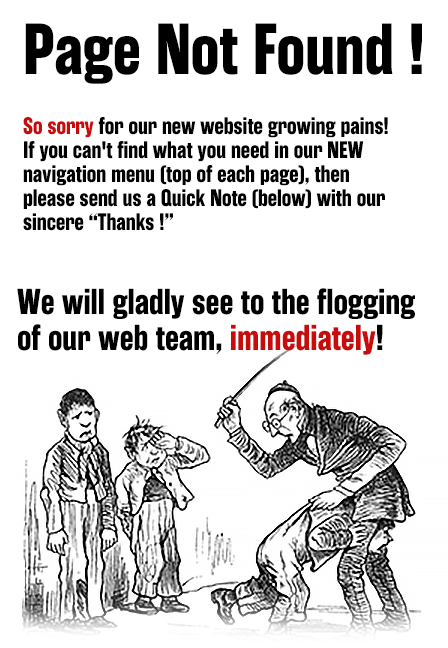 Page Not Found !
So sorry for our new website growing pains!
If you can't find what you need in our NEW
navigation menu (top of each page), then
please send us a Quick Note (below) with our
sincere “Thanks !”
We will gladly see to the flogging
of our web team, immediately!